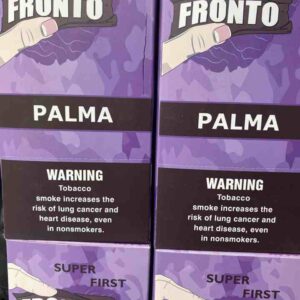 FRONTO
PALMA
WARNING
Tobacco
smoke increases the
risk of lung cancer and
heart disease, even
in nonsmokers.
SUPER
FIRST
FRONTO
FRONTO
PALMA
WARNING
Tobacco
smoke increases the
risk of lung cancer and
heart disease, even
in nonsmokers.
SUPER
FIRST